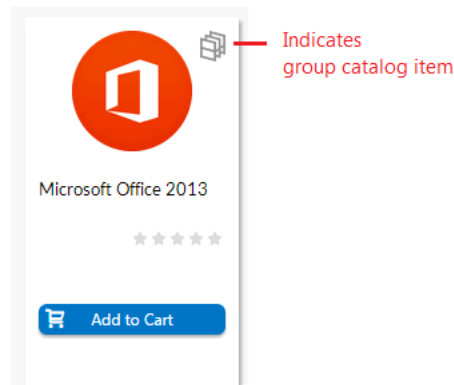 Indicates
group catalog item
Microsoft Office 2013
Add to Cart